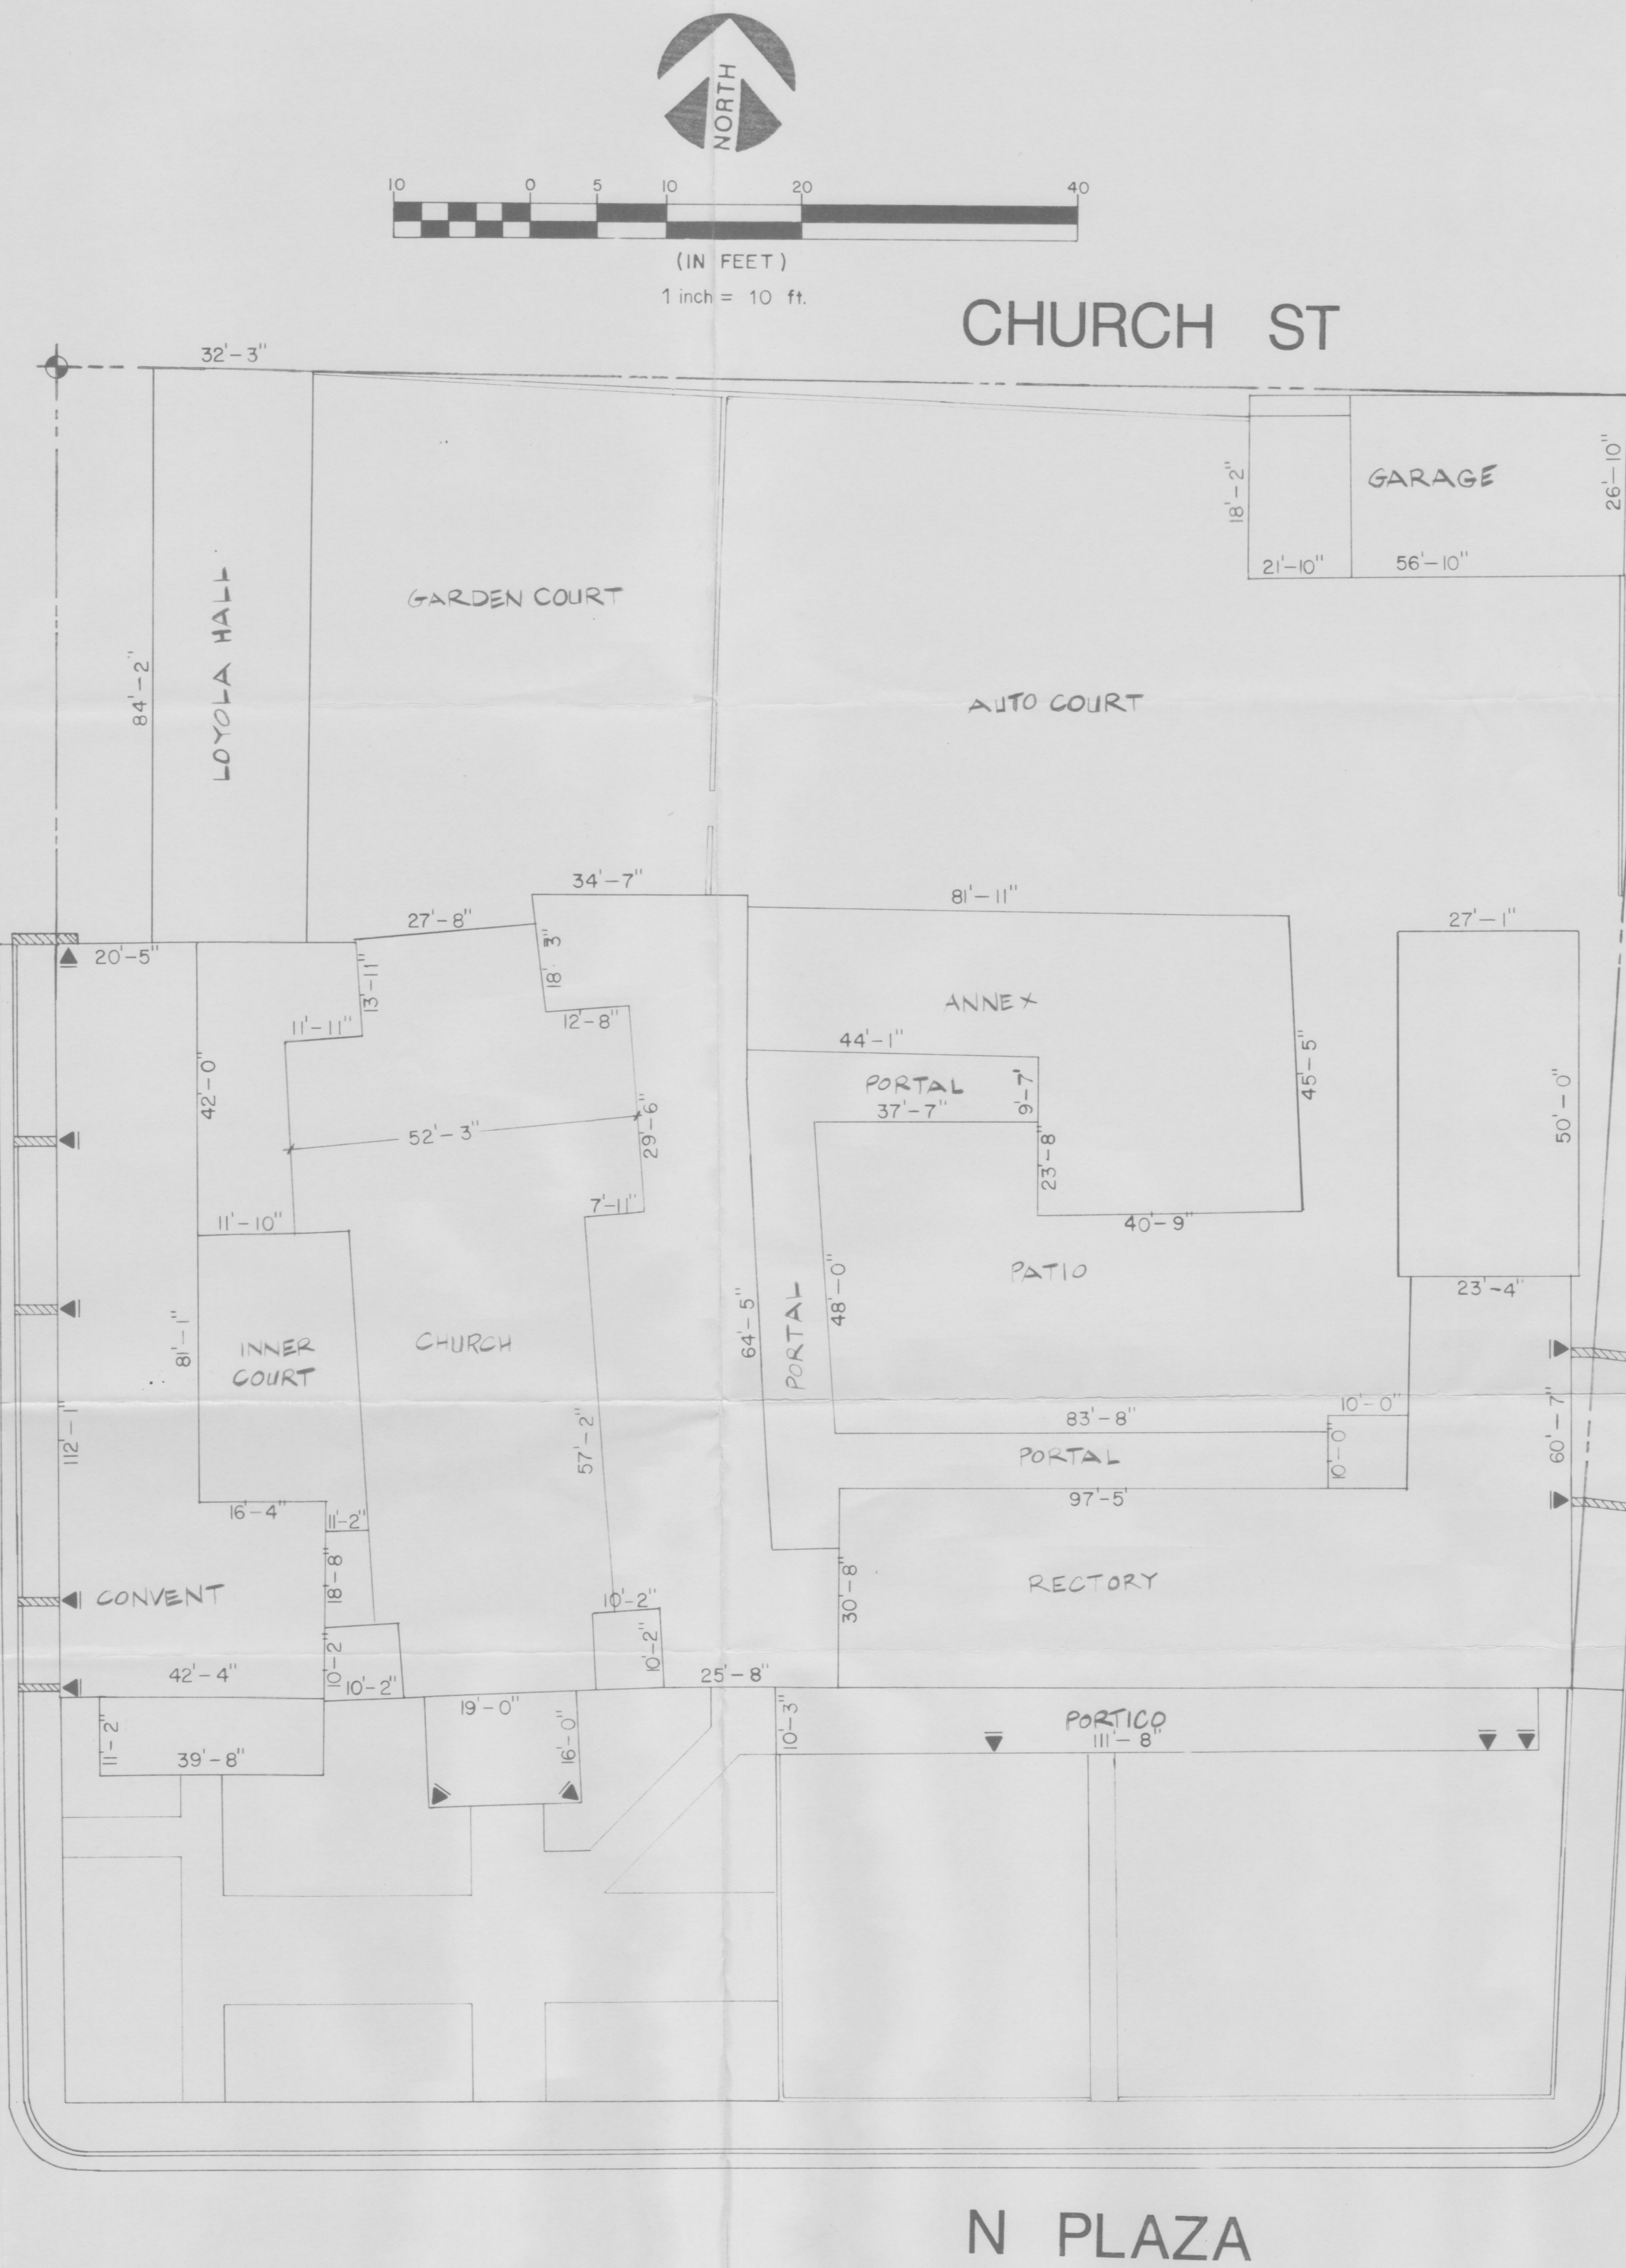 NORTH
10 0 5 10 20 40
(IN FEET)
1 inch = 10 ft.
CHURCH ST
32'-3"
GARAGE
18'-2"
26'-10"
21'-10"
56'-10"
GARDEN COURT
LOYOLA HALL
84'-2"
AUTO COURT
34'-7"
81'-11"
27'-8"
27'-1"
20'-5"
18' 3"
13'-11"
ANNEX
12'-8"
11'-11"
44'-1"
45'-5"
42'-0"
PORTAL
9'-7'
37'-7"
50'-0"
52'-3"
29'-6"
23'-8"
7'-11"
11'-10"
40-9"
PATIO
48'-0"
23'-4"
64'-5"
PORTAL
81'-1"
INNER
COURT
CHURCH
10'-0"
83'-8"
112'-1"
57'-2"
60'-7"
PORTAL
10'-0"
97'-5'
16'-4"
11'-2"
18'-8"
CONVENT
RECTORY
30'-8"
10'-2"
10'-2"
10'-2"
42'-4"
25'-8"
10'-2"
19'-0"
10'-3"
PORTICO
111'-8"
11'-2"
16'-0"
39'-8"
N PLAZA